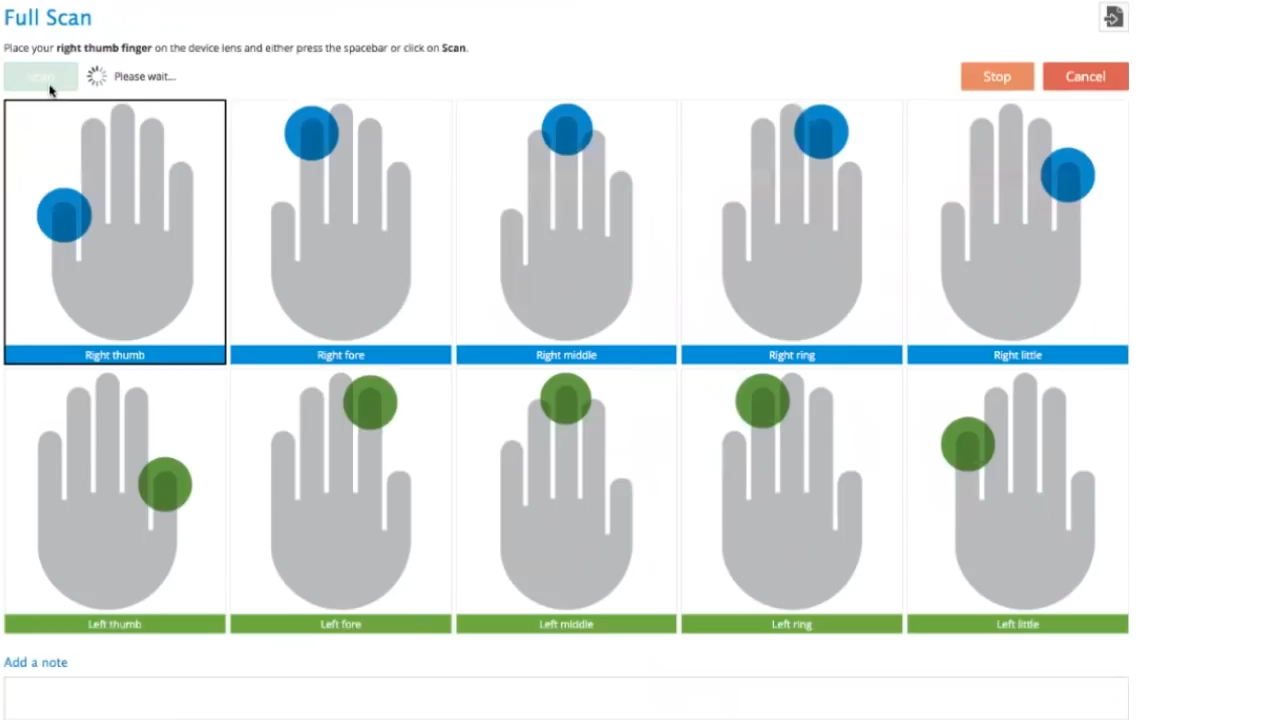 Full Scan
Place your right thumb finger on the device lens and either press the spacebar or click on Scan.
Scan
Please wait...
Stop
Cancel
Right thumb
Right fore
Right middle
Right ring
Right little
Left thumb
Left fore
Left middle
Left ring
Left little
Add a note